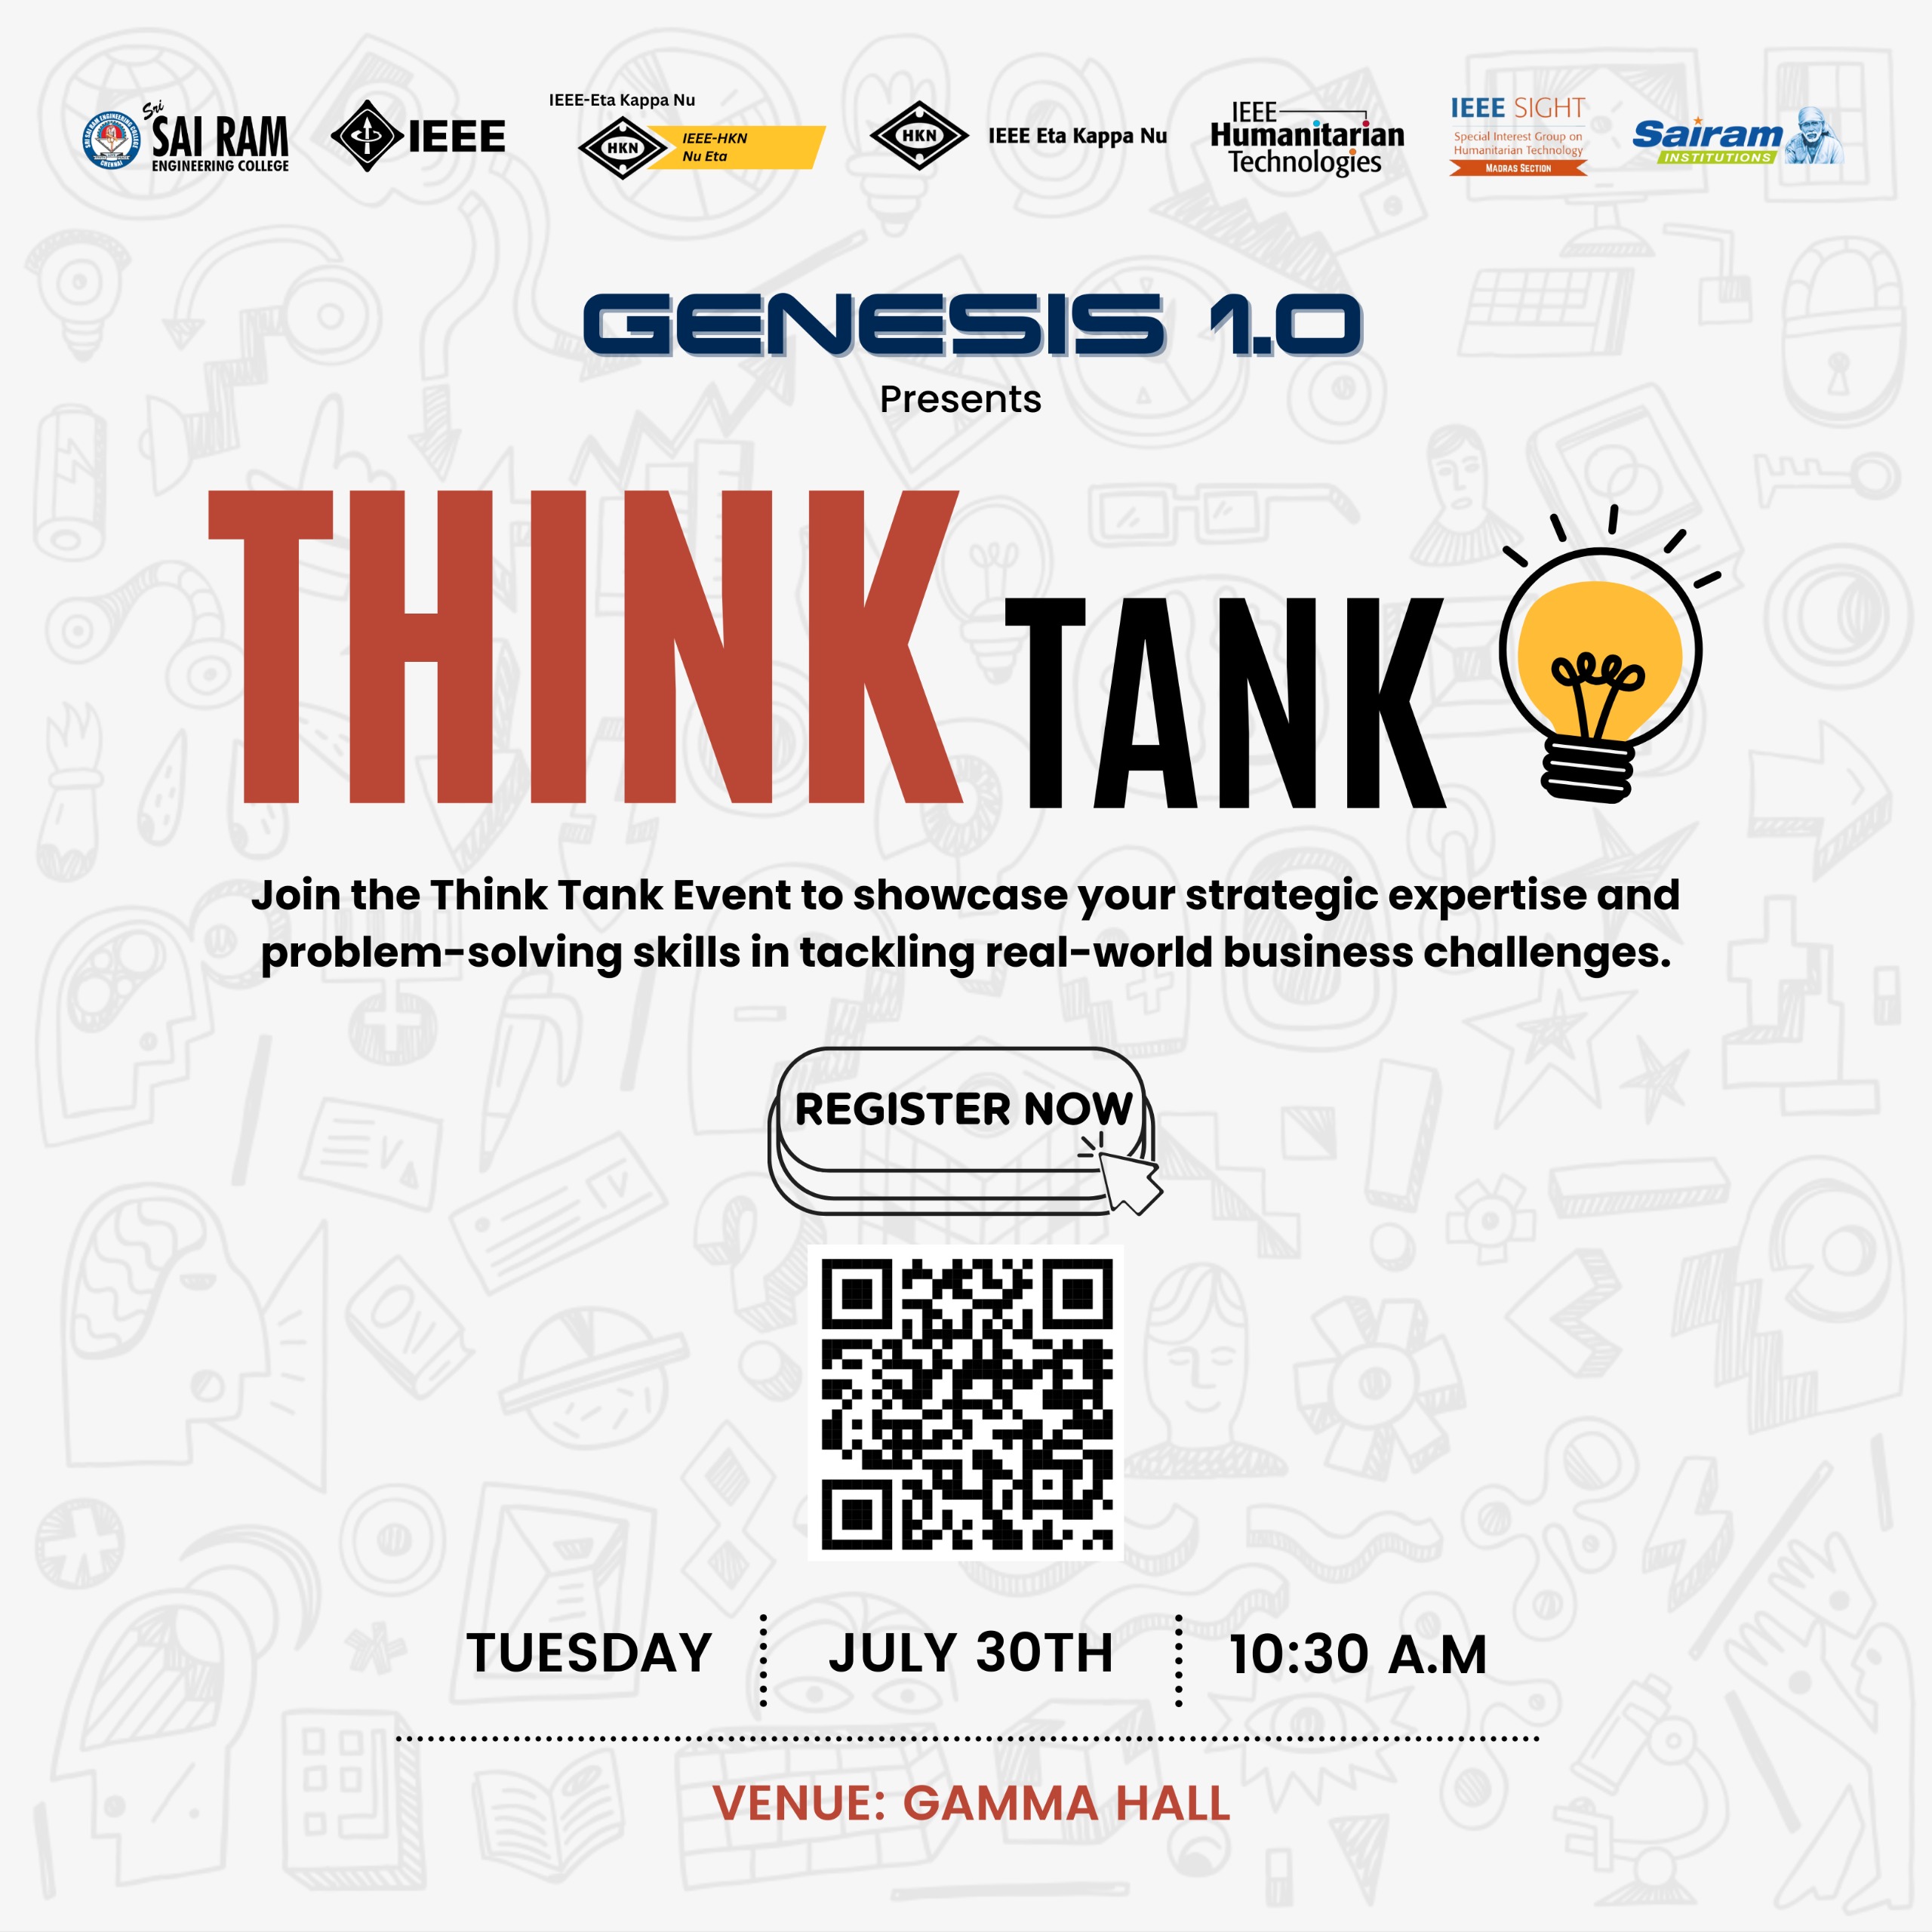 Sri
SAI RAM
ENGINEERING COLLEGE
IEEE
IEEE-Eta Kappa Nu
HKN
IEEE-HKN
Nu Eta
HKN
IEEE Eta Kappa Nu
IEEE
Humanitarian
Technologies
IEEE SIGHT
Special Interest Group on
Humanitarian Technology
MADRAS SECTION
Sairam
INSTITUTIONS
GENESIS 1.0
Presents
THINK TANK
Join the Think Tank Event to showcase your strategic expertise and
problem-solving skills in tackling real-world business challenges.
REGISTER NOW
TUESDAY
JULY 30TH
10:30 A.M
VENUE: GAMMA HALL